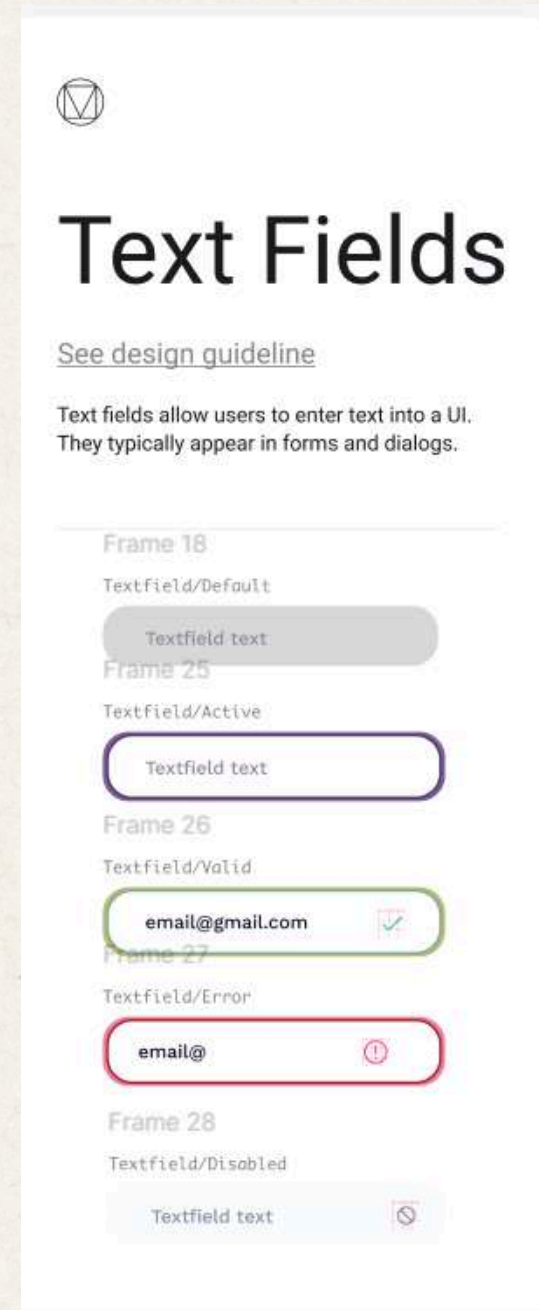 Text Fields
See design guideline
Text fields allow users to enter text into a UI.
They typically appear in forms and dialogs.
Frame 18
Textfield/Default
Textfield text
Frame 25
Textfield/Active
Textfield text
Frame 26
Textfield/Valid
email@gmail.com
Frame 27
Textfield/Error
email@
Frame 28
Textfield/Disabled
Textfield text